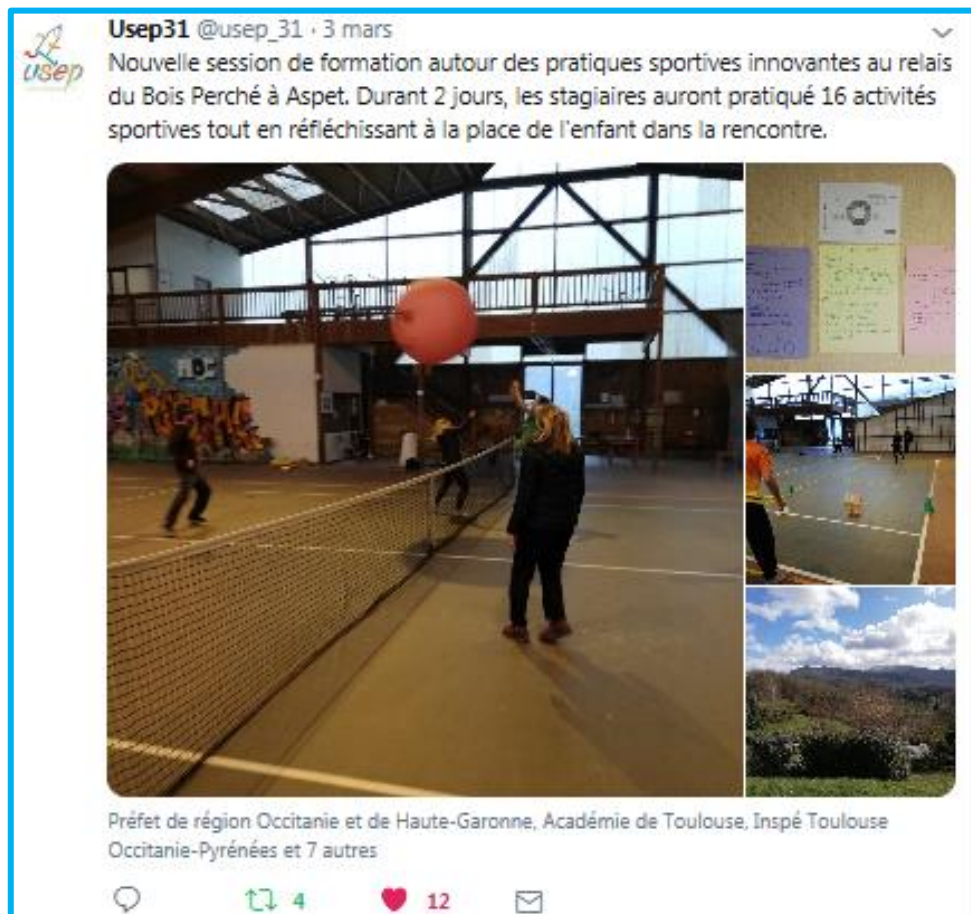 Usep31 @usep_31 · 3 mars
usep
Nouvelle session de formation autour des pratiques sportives innovantes au relais
du Bois Perché à Aspet. Durant 2 jours, les stagiaires auront pratiqué 16 activités
sportives tout en réfléchissant à la place de l'enfant dans la rencontre.
Préfet de région Occitanie et de Haute-Garonne, Académie de Toulouse, Inspé Toulouse
Occitanie-Pyrénées et 7 autres
4 12